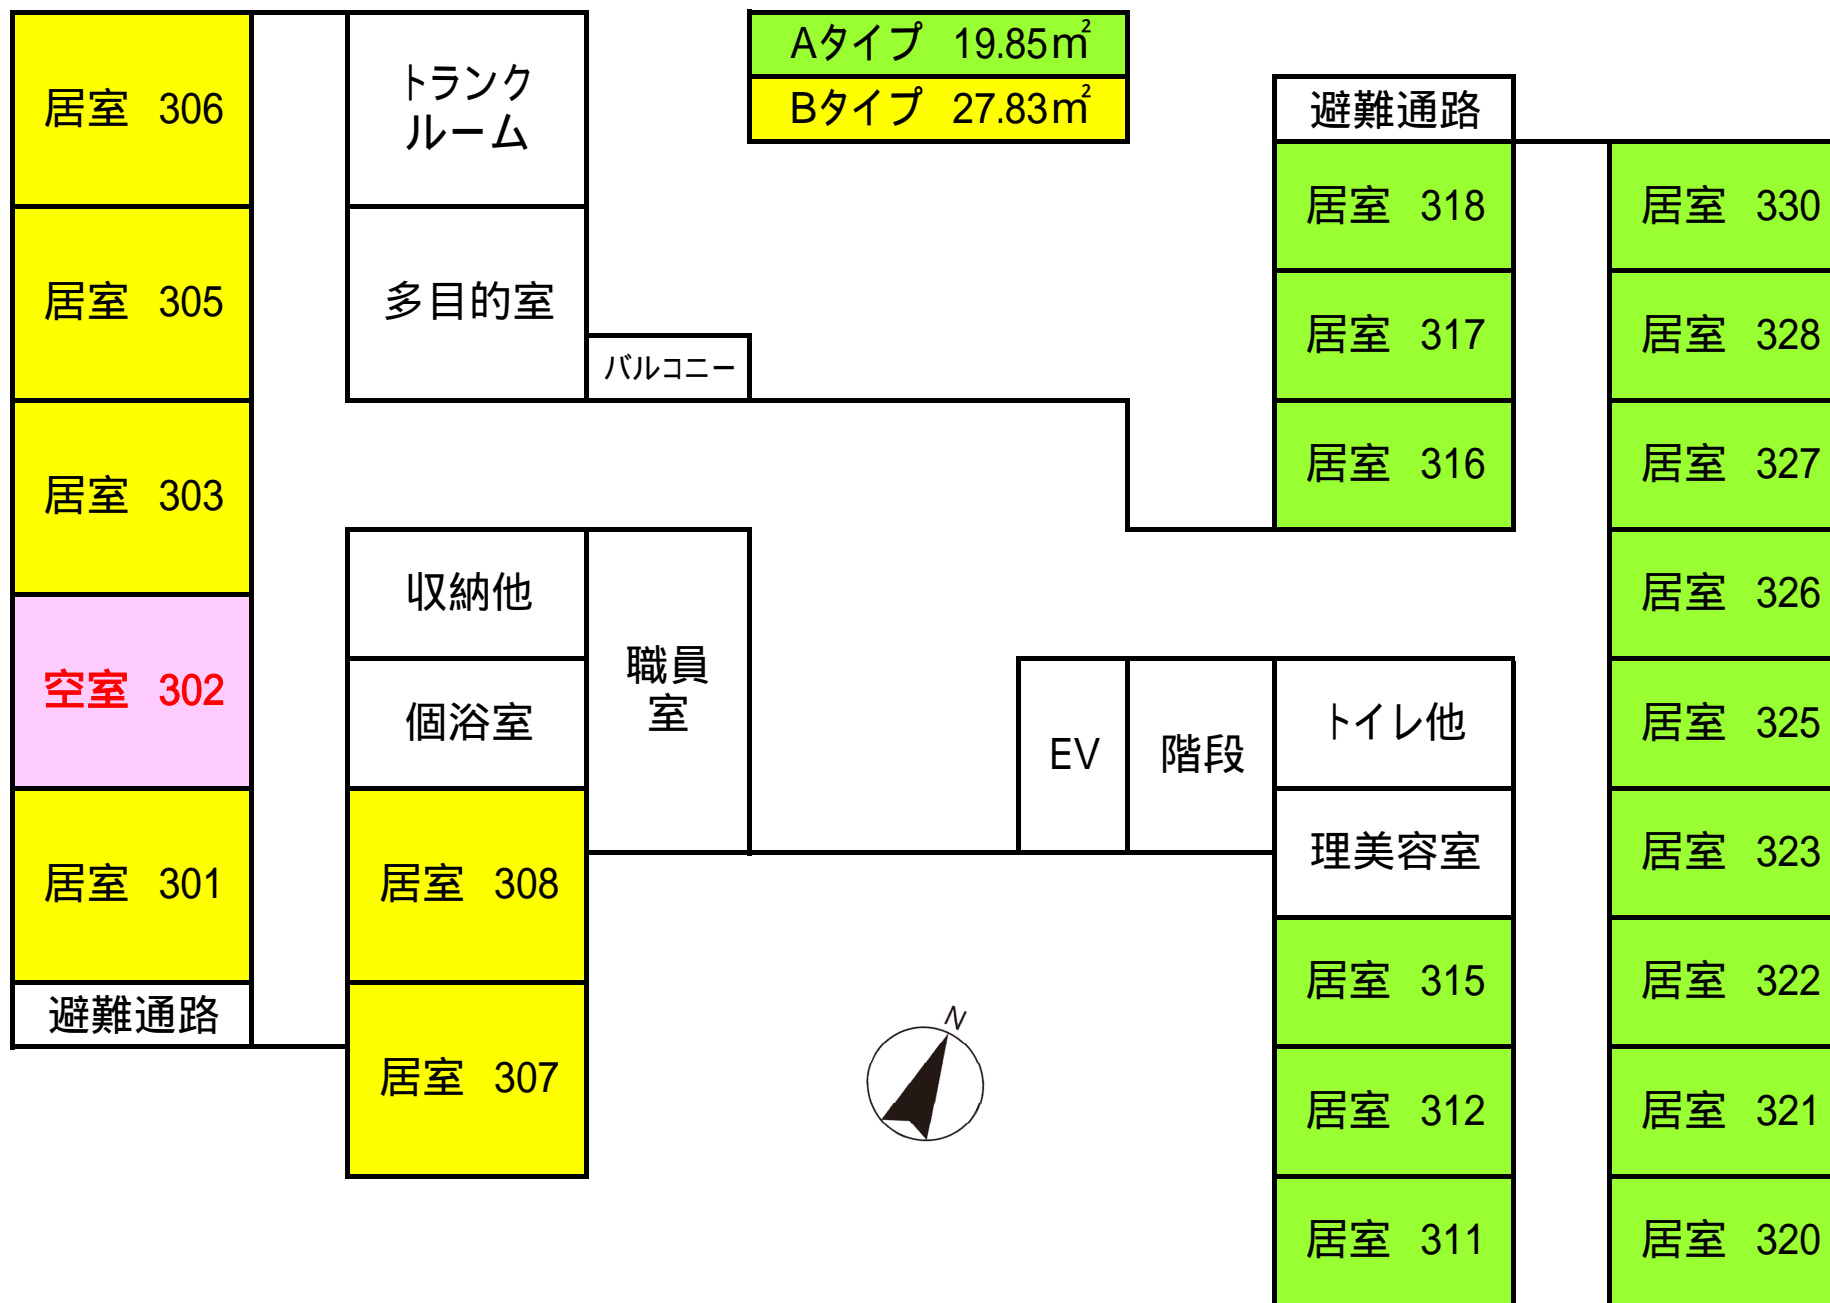 居室 306
トランク
ルーム
Aタイプ 19.85㎡
Bタイプ 27.83㎡
避難通路
居室 318
居室 330
居室 305
多目的室
バルコニー
居室 317
居室 328
居室 303
居室 316
居室 327
収納他
職員
室
居室 326
空室 302
個浴室
EV
階段
トイレ他
居室 325
居室 301
居室 308
理美容室
居室 323
避難通路
居室 307
N
居室 315
居室 322
居室 312
居室 321
居室 311
居室 320